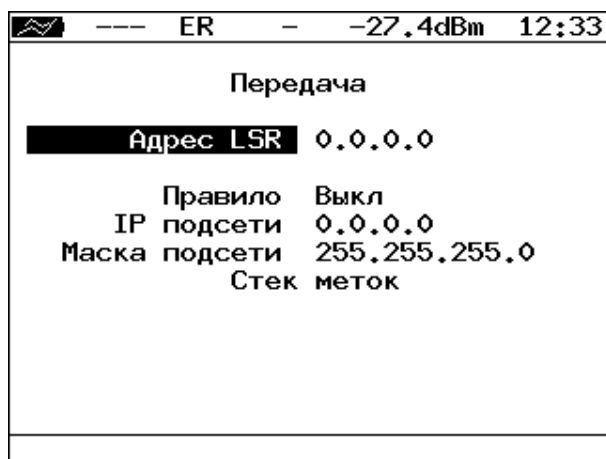 --- ER - -27.4dBm 12:33
Передача
Адрес LSR 0.0.0.0
Правило Выкл
IP подсети 0.0.0.0
Маска подсети 255.255.255.0
Стек меток